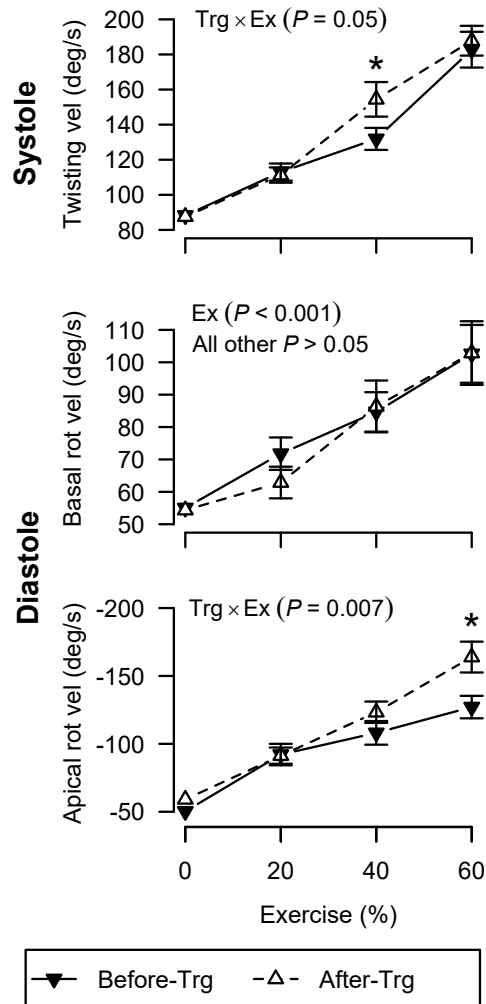 Systole
Twisting vel (deg/s)
Trg × Ex (P = 0.05)
200
180
160
140
120
100
80
*
Diastole
Basal rot vel (deg/s)
Ex (P < 0.001)
All other P > 0.05
110
100
90
80
70
60
50
Apical rot vel (deg/s)
Trg × Ex (P = 0.007)
-200
-150
-100
-50
*
0 20 40 60
Exercise (%)
Before-Trg After-Trg